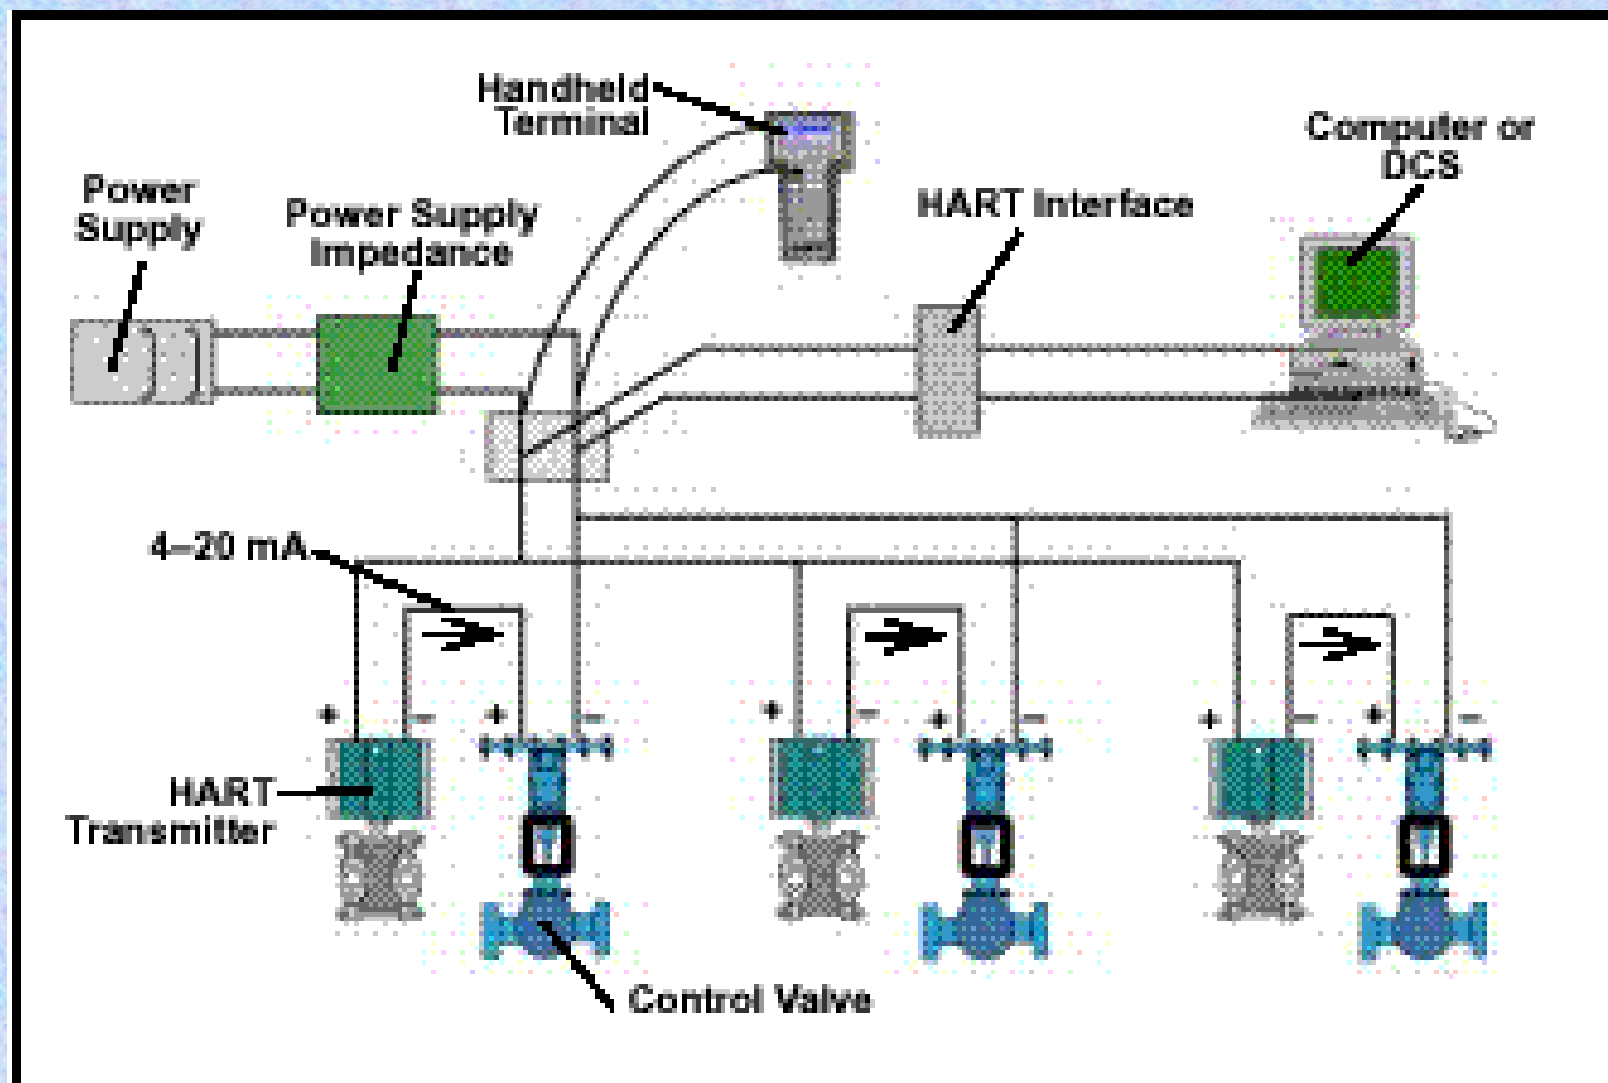 Handheld
Terminal
Computer or
DCS
Power
Supply
Power Supply
Impedance
HART Interface
4–20 mA
+
–
+
–
+
–
+
–
+
–
+
–
HART
Transmitter
Control Valve